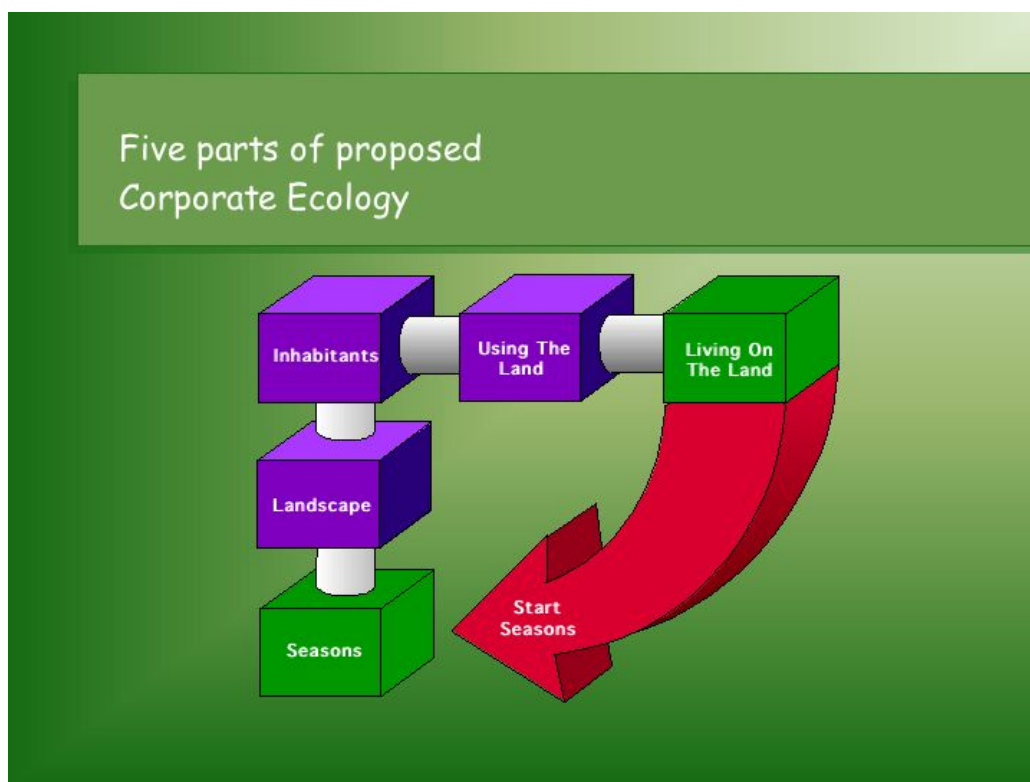 Five parts of proposed
Corporate Ecology
Inhabitants
Using The
Land
Living On
The Land
Landscape
Start
Seasons
Seasons